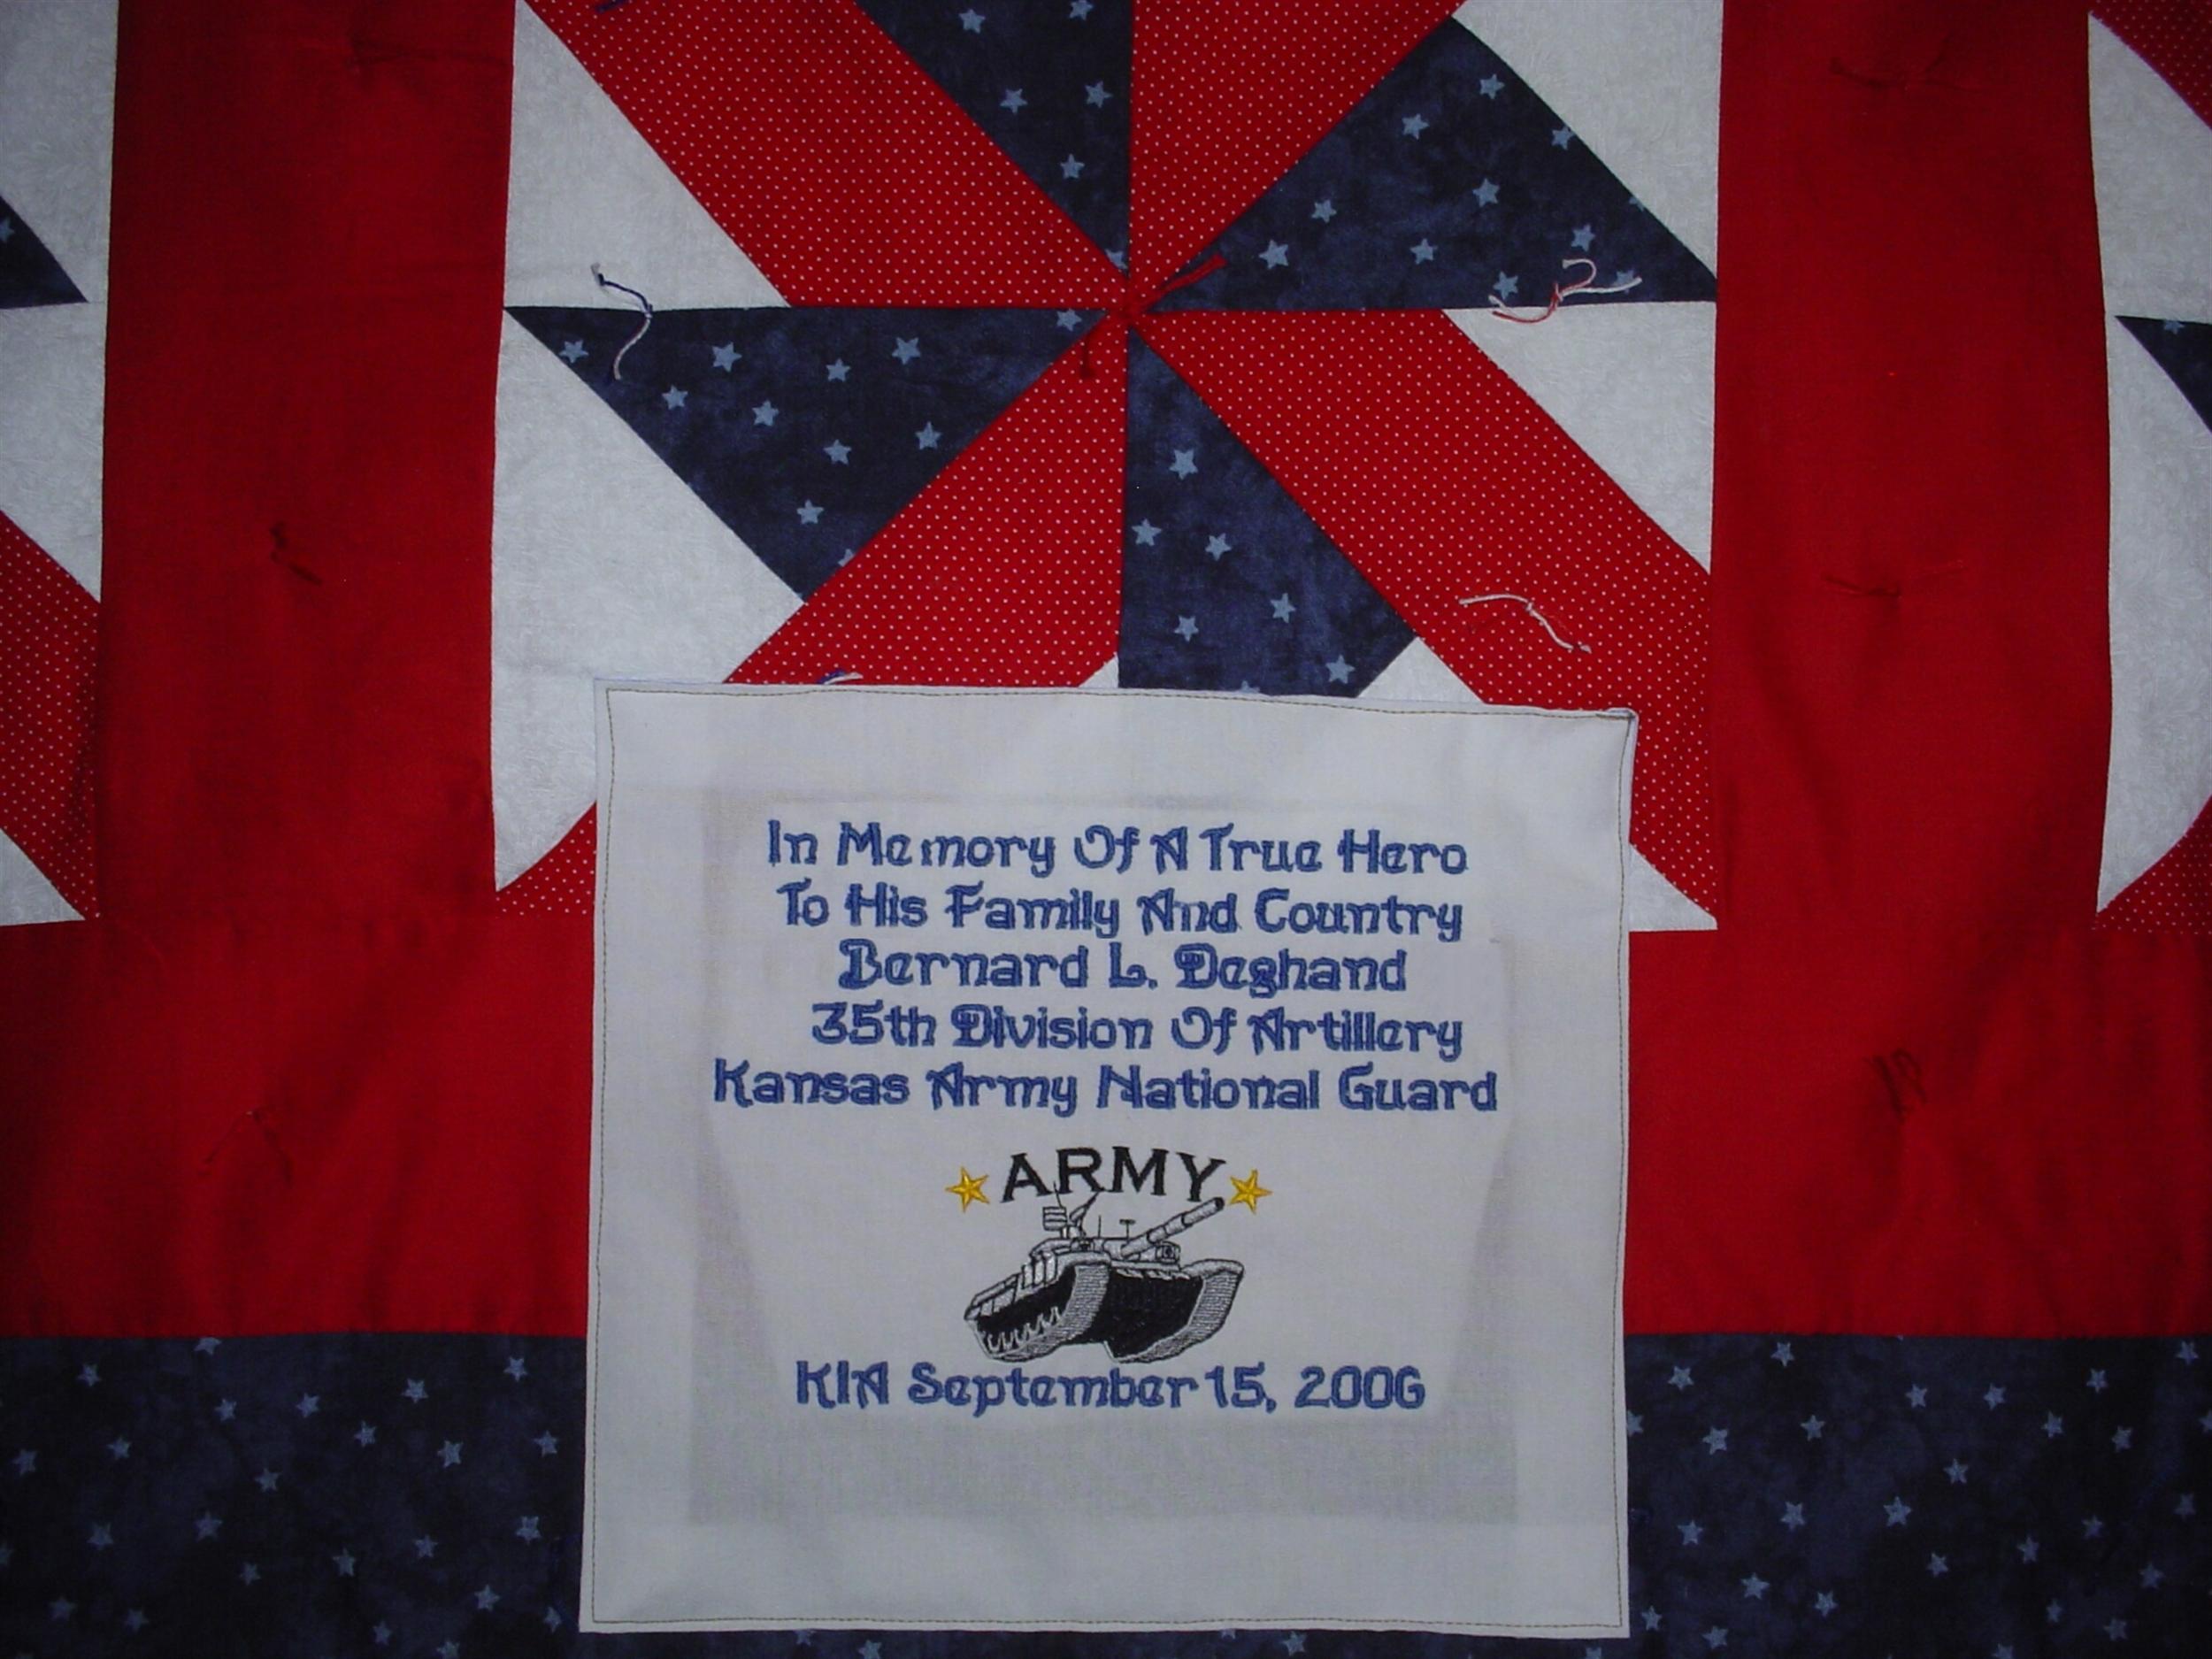 In Memory Of A True Hero
To His Family And Country
Bernard L. Deghand
35th Division Of Artillery
Kansas Army National Guard
ARMY
KIA September 15, 2006